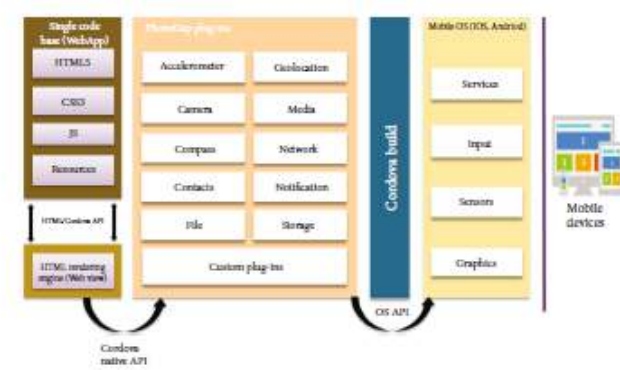 Single code
base (WebApp)
HTML5
CSS3
JS
Resources
HTML/Cordova API
HTML rendering
engine (Web view)
Cordova
native API
PhoneGap plug-ins
Accelerometer
Geolocation
Camera
Media
Compass
Network
Contacts
Notification
File
Storage
Custom plug-ins
Cordova build
OS API
Mobile OS (IOS, Android)
Services
Input
Sensors
Graphics
Mobile
devices